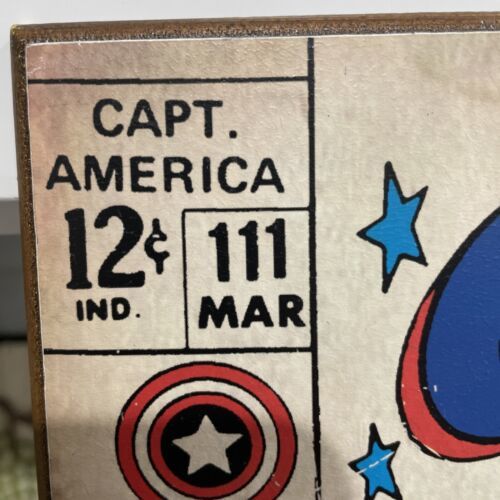 CAPT.
AMERICA
12¢
IND.
111
MAR